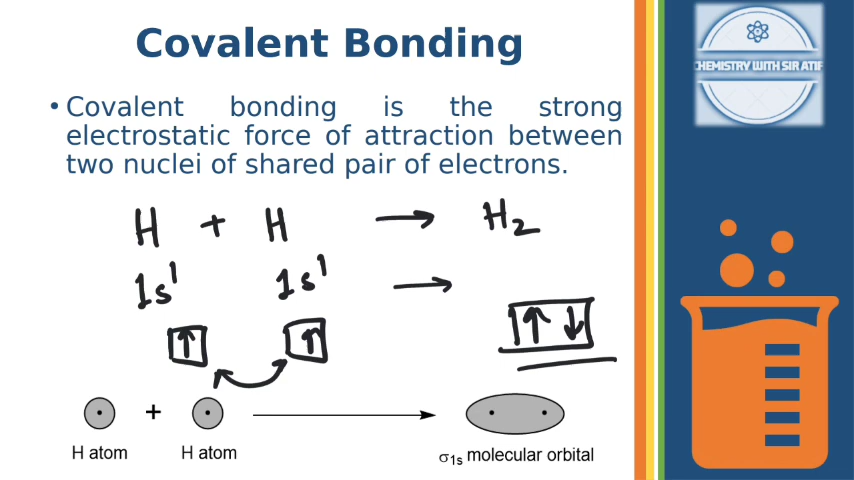 Covalent Bonding
CHEMISTRY WITH SIR ATIF
• Covalent bonding is the strong
electrostatic force of attraction between
two nuclei of shared pair of electrons.
H + H → H₂
1s¹ 1s¹ →
↑ ↑ ↑↓
+
H atom H atom σ1s molecular orbital